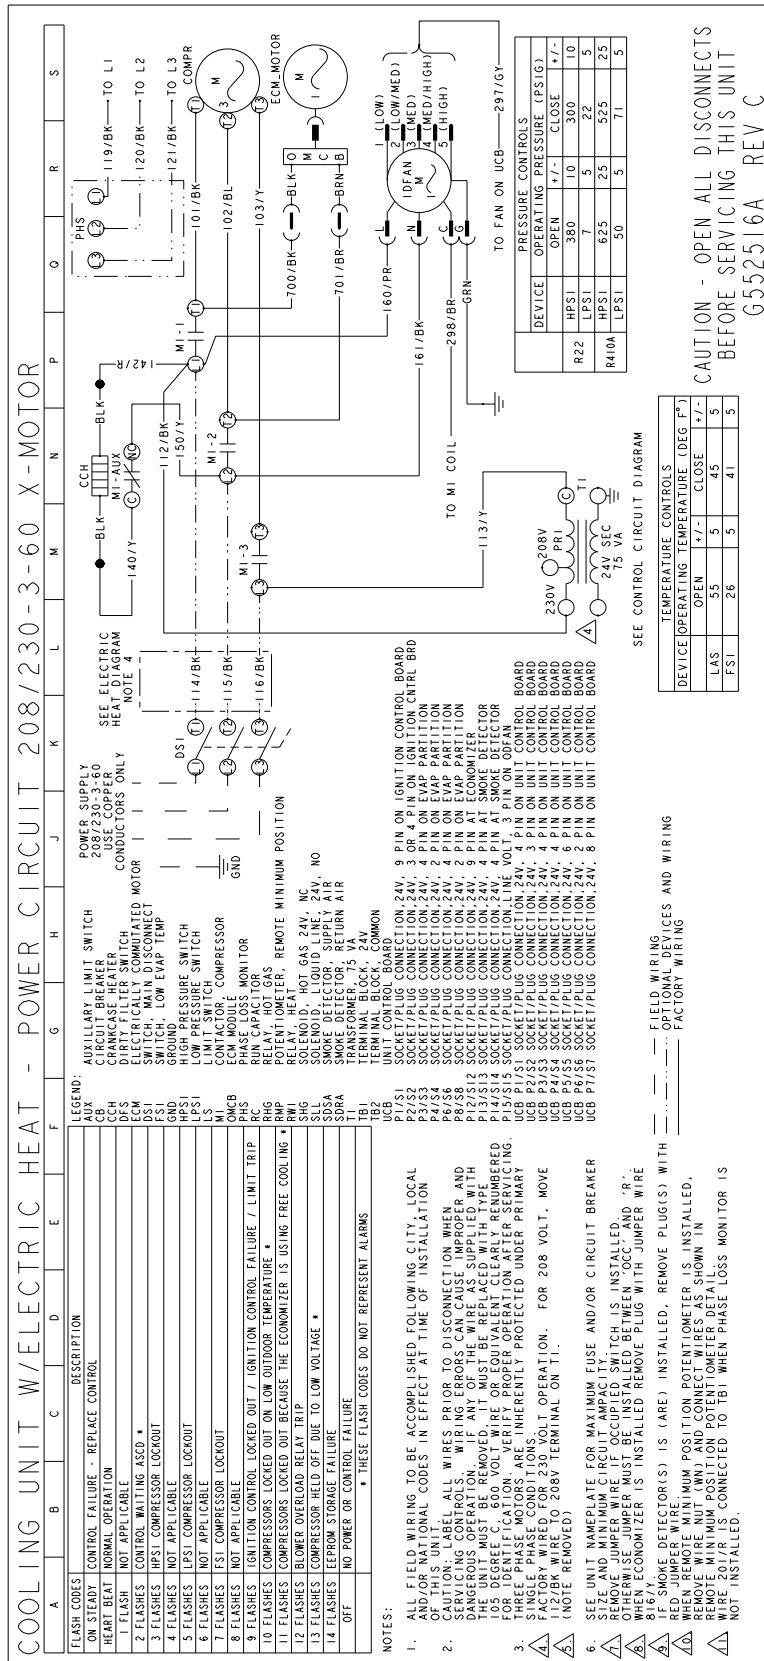 COOLING UNIT W/ELECTRIC HEAT - POWER CIRCUIT 208/230-3-60 X-MOTOR
A B C D E F G H J K L M N P Q R S
FLASH CODES DESCRIPTION
ON STEADY CONTROL FAILURE - REPLACE CONTROL
HEART BEAT NORMAL OPERATION
1 FLASH NOT APPLICABLE
2 FLASHES CONTROL WAITING ASCD *
3 FLASHES HPS1 COMPRESSOR LOCKOUT
4 FLASHES NOT APPLICABLE
5 FLASHES LPS1 COMPRESSOR LOCKOUT
6 FLASHES NOT APPLICABLE
7 FLASHES FS1 COMPRESSOR LOCKOUT
8 FLASHES NOT APPLICABLE
9 FLASHES IGNITION CONTROL LOCKED OUT / IGNITION CONTROL FAILURE / LIMIT TRIP
10 FLASHES COMPRESSORS LOCKED OUT ON LOW OUTDOOR TEMPERATURE *
11 FLASHES COMPRESSORS LOCKED OUT BECAUSE THE ECONOMIZER IS USING FREE COOLING *
12 FLASHES BLOWER OVERLOAD RELAY TRIP
13 FLASHES COMPRESSOR HELD OFF DUE TO LOW VOLTAGE *
14 FLASHES EEPROM STORAGE FAILURE
OFF NO POWER OR CONTROL FAILURE
* THESE FLASH CODES DO NOT REPRESENT ALARMS
NOTES:
1. ALL FIELD WIRING TO BE ACCOMPLISHED FOLLOWING CITY, LOCAL
AND/OR NATIONAL CODES IN EFFECT AT TIME OF INSTALLATION
OF THIS UNIT.
2. CAUTION: LABEL ALL WIRES PRIOR TO DISCONNECTION WHEN
SERVICING CONTROLS. WIRING ERRORS CAN CAUSE IMPROPER AND
DANGEROUS OPERATION. IF ANY OF THE WIRE AS SUPPLIED WITH
THE UNIT MUST BE REMOVED, IT MUST BE REPLACED WITH TYPE
105 DEGREE C, 600 VOLT WIRE OR EQUIVALENT CLEARLY RENUMBERED
FOR IDENTIFICATION. VERIFY PROPER OPERATION AFTER SERVICING.
3. THREE PHASE MOTORS ARE INHERENTLY PROTECTED UNDER PRIMARY
SINGLE PHASE CONDITIONS.
4. FACTORY WIRED FOR 230 VOLT OPERATION. FOR 208 VOLT, MOVE
112/BK WIRE TO 208V TERMINAL ON T1.
5. (NOTE REMOVED)
6. SEE UNIT NAMEPLATE FOR MAXIMUM FUSE AND/OR CIRCUIT BREAKER
SIZE AND MINIMUM CIRCUIT AMPACITY.
7. REMOVE JUMPER WIRE IF OCCUPIED SWITCH IS INSTALLED,
OTHERWISE JUMPER MUST BE INSTALLED BETWEEN 'OCC' AND 'R'.
8. WHEN ECONOMIZER IS INSTALLED REMOVE PLUG WITH JUMPER WIRE
816/Y.
9. IF SMOKE DETECTOR(S) IS (ARE) INSTALLED, REMOVE PLUG(S) WITH
RED JUMPER WIRE.
10. WHEN REMOTE MINIMUM POSITION POTENTIOMETER IS INSTALLED,
REMOVE WIRE NUT (WN) AND CONNECT WIRES AS SHOWN IN
REMOTE MINIMUM POSITION POTENTIOMETER DETAIL.
11. WIRE 201/R IS CONNECTED TO TB1 WHEN PHASE LOSS MONITOR IS
NOT INSTALLED.
LEGEND:
AUX AUXILLARY LIMIT SWITCH
CB CIRCUIT BREAKER
CCH CRANKCASE HEATER
DFS DIRTY FILTER SWITCH
ECM ELECTRICALLY COMMUTATED MOTOR
DS1 SWITCH, MAIN DISCONNECT
FS1 SWITCH, LOW EVAP TEMP
GND GROUND
HPS1 HIGH PRESSURE SWITCH
LPS1 LOW PRESSURE SWITCH
LS LIMIT SWITCH
M1 CONTACTOR, COMPRESSOR
OMCB ECM MODULE
PHS PHASE LOSS MONITOR
RC RUN CAPACITOR
RHG RELAY, HOT GAS
RMP POTENTIOMETER, REMOTE MINIMUM POSITION
RW1 RELAY, HEAT
SHG SOLENOID, HOT GAS 24V, NC
SLL SOLENOID, LIQUID LINE, 24V, NO
SDSA SMOKE DETECTOR, SUPPLY AIR
SDRA SMOKE DETECTOR, RETURN AIR
T1 TRANSFORMER, 75 VA
TB1 TERMINAL BLOCK, 24V
TB2 TERMINAL BLOCK, COMMON
UCB UNIT CONTROL BOARD
P1/S1 SOCKET/PLUG CONNECTION,24V, 9 PIN ON IGNITION CONTROL BOARD
P2/S2 SOCKET/PLUG CONNECTION,24V, 3 OR 4 PIN ON IGNITION CNTRL BRD
P3/S3 SOCKET/PLUG CONNECTION,24V, 4 PIN ON EVAP PARTITION
P4/S4 SOCKET/PLUG CONNECTION,24V, 2 PIN ON EVAP PARTITION
P6/S6 SOCKET/PLUG CONNECTION,24V, 4 PIN ON EVAP PARTITION
P8/S8 SOCKET/PLUG CONNECTION,24V, 2 PIN ON EVAP PARTITION
P12/S12 SOCKET/PLUG CONNECTION,24V, 9 PIN AT ECONOMIZER
P13/S13 SOCKET/PLUG CONNECTION,24V, 4 PIN AT SMOKE DETECTOR
P14/S14 SOCKET/PLUG CONNECTION,24V, 4 PIN AT SMOKE DETECTOR
P15/S15 SOCKET/PLUG CONNECTION,LINE VOLT, 3 PIN ON ODFAN
UCB P1/S1 SOCKET/PLUG CONNECTION,24V, 4 PIN ON UNIT CONTROL BOARD
UCB P2/S2 SOCKET/PLUG CONNECTION,24V, 3 PIN ON UNIT CONTROL BOARD
UCB P3/S3 SOCKET/PLUG CONNECTION,24V, 4 PIN ON UNIT CONTROL BOARD
UCB P4/S4 SOCKET/PLUG CONNECTION,24V, 4 PIN ON UNIT CONTROL BOARD
UCB P5/S5 SOCKET/PLUG CONNECTION,24V, 6 PIN ON UNIT CONTROL BOARD
UCB P6/S6 SOCKET/PLUG CONNECTION,24V, 2 PIN ON UNIT CONTROL BOARD
UCB P7/S7 SOCKET/PLUG CONNECTION,24V, 8 PIN ON UNIT CONTROL BOARD
FIELD WIRING
OPTIONAL DEVICES AND WIRING
FACTORY WIRING
POWER SUPPLY
208/230-3-60
USE COPPER
CONDUCTORS ONLY
GND
DS1
L1 T1
L2 T2
L3 T3
SEE ELECTRIC
HEAT DIAGRAM
NOTE 4
114/BK
115/BK
116/BK
CCH
BLK BLK
M1-AUX
C NC
140/Y
142/R
112/BK
150/Y
M1-1
L1 T1
M1-2
L2 T2
M1-3
L3 T3
PHS
L3 L2 L1
119/BK TO L1
120/BK TO L2
121/BK TO L3
101/BK
102/BL
103/Y
COMPR
T1
T2 3
T3
M
ECM_MOTOR
M
O
M
C
B
700/BK BLK
701/BR BRN
160/PR
161/BK
298/BR
GRN
L
N
C
G
IDFAN
M
1 (LOW)
2 (LOW/MED)
3 (MED)
4 (MED/HIGH)
5 (HIGH)
297/GY
TO FAN ON UCB
TO M1 COIL
113/Y
230V
208V
PRI
C
24V SEC
75 VA
T1
4
SEE CONTROL CIRCUIT DIAGRAM
PRESSURE CONTROLS
DEVICE OPERATING PRESSURE (PSIG)
OPEN +/- CLOSE +/-
R22 HPS1 380 10 300 10
LPS1 7 5 22 5
R410A HPS1 625 25 525 25
LPS1 50 5 71 5
TEMPERATURE CONTROLS
DEVICE OPERATING TEMPERATURE (DEG F°)
OPEN +/- CLOSE +/-
LAS 55 5 45 5
FS1 26 5 41 5
CAUTION - OPEN ALL DISCONNECTS
BEFORE SERVICING THIS UNIT
G552516A REV C